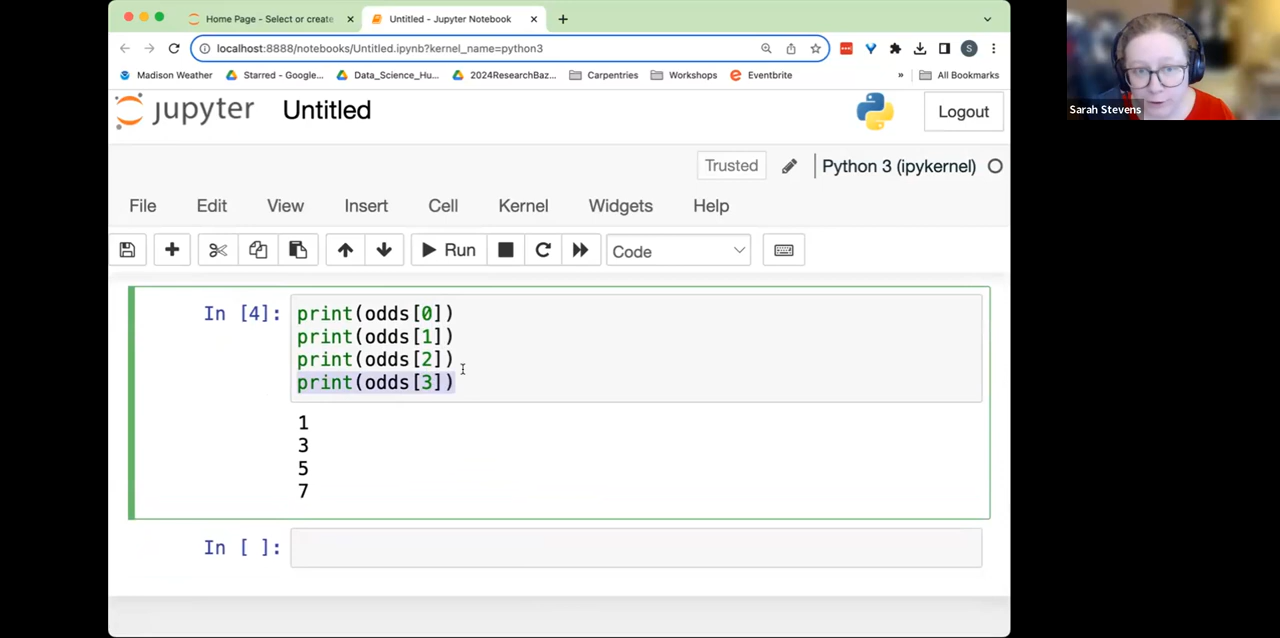 Home Page - Select or create
Untitled - Jupyter Notebook
localhost:8888/notebooks/Untitled.ipynb?kernel_name=python3
S
Madison Weather
Starred - Google...
Data_Science_Hu...
2024ResearchBaz...
Carpentries
Workshops
Eventbrite
»
All Bookmarks
jupyter
Untitled
Logout
Trusted
Python 3 (ipykernel)
File Edit View Insert Cell Kernel Widgets Help
Run
Code
In [4]:
print(odds[0])
print(odds[1])
print(odds[2])
print(odds[3])
1
3
5
7
In [ ]:
Sarah Stevens